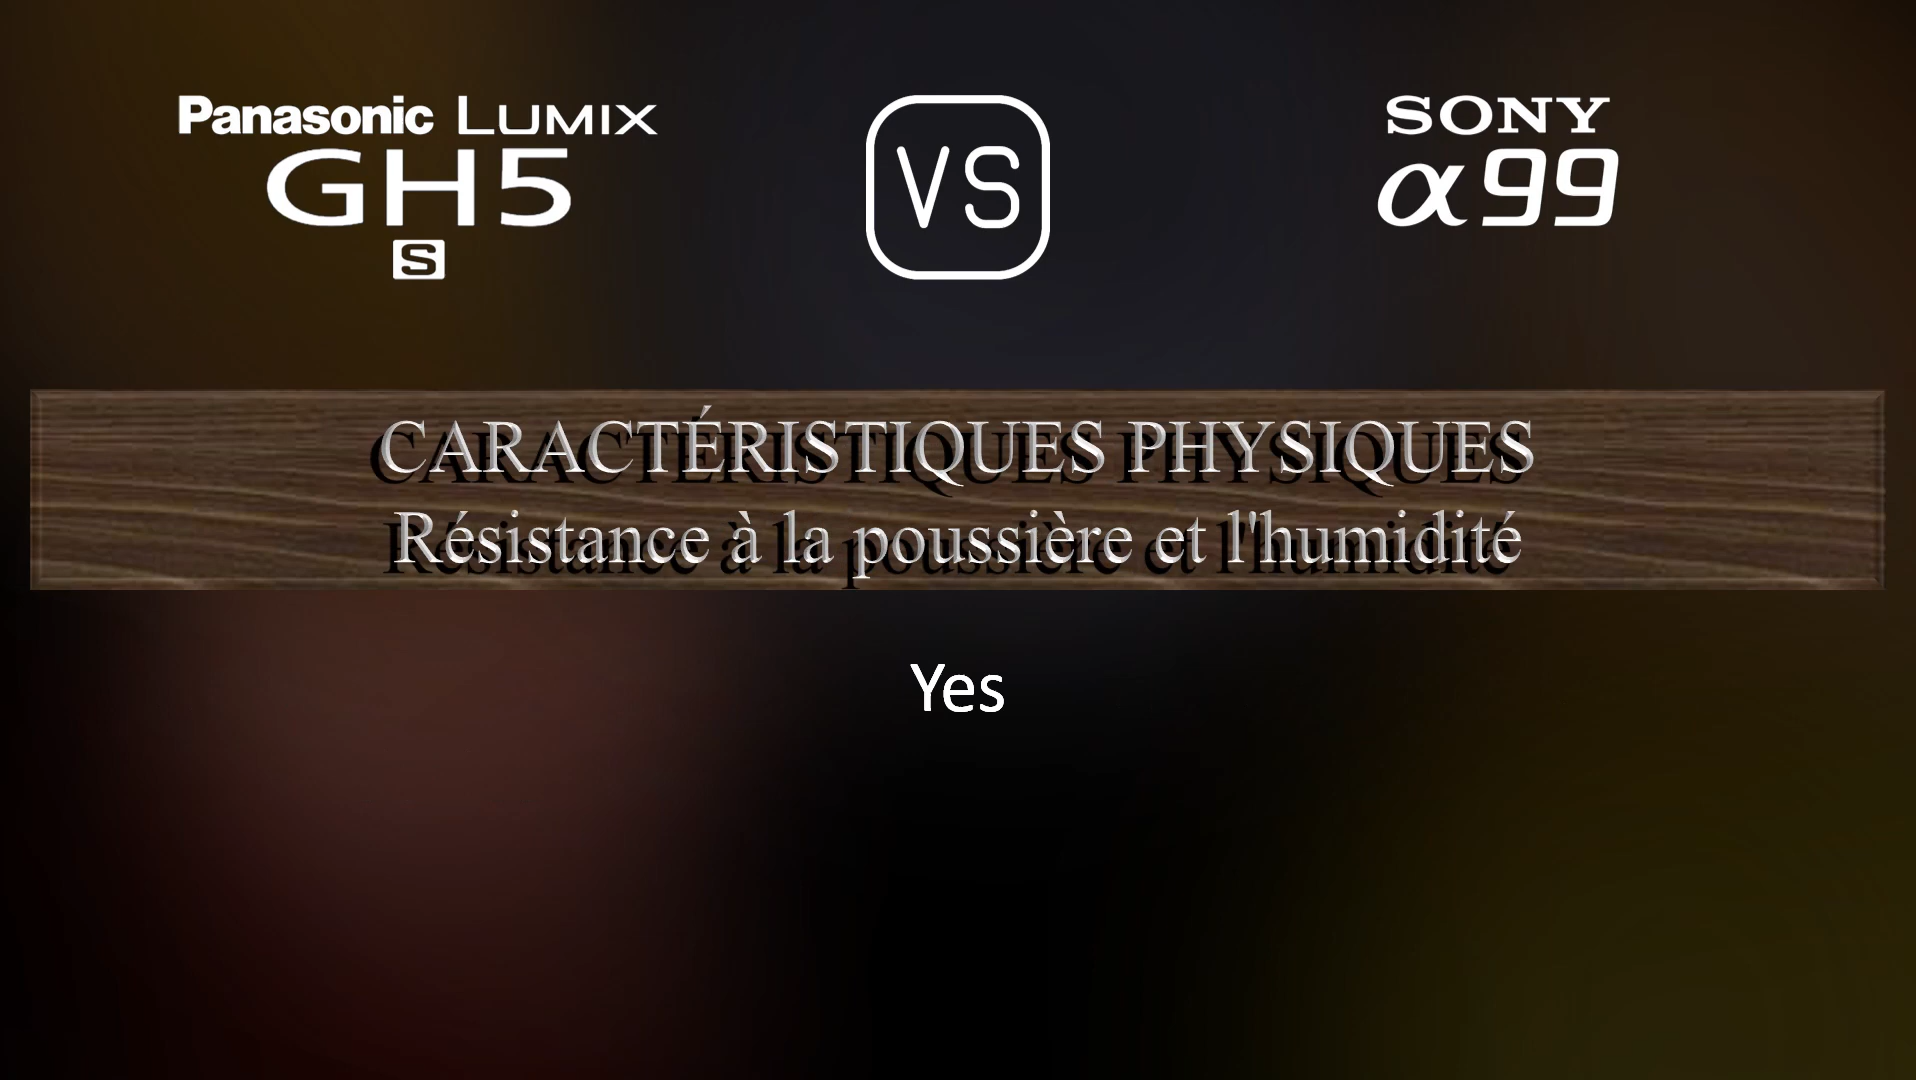 Panasonic LUMIX
GH5
S
VS
SONY
α99
CARACTÉRISTIQUES PHYSIQUES
Résistance à la poussière et l'humidité
Yes